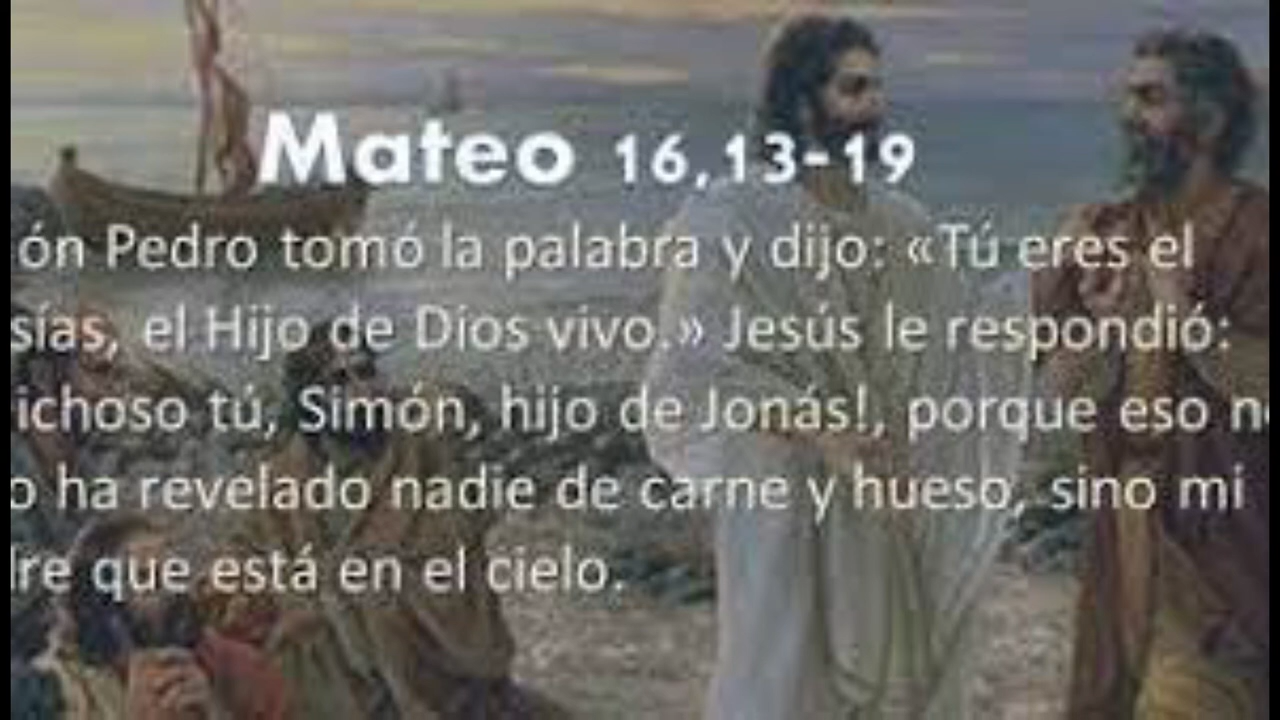 Mateo 16,13-19
ón Pedro tomó la palabra y dijo: «Tú eres el
sías, el Hijo de Dios vivo.» Jesús le respondió:
ichoso tú, Simón, hijo de Jonás!, porque eso n
o ha revelado nadie de carne y hueso, sino mi
dre que está en el cielo.